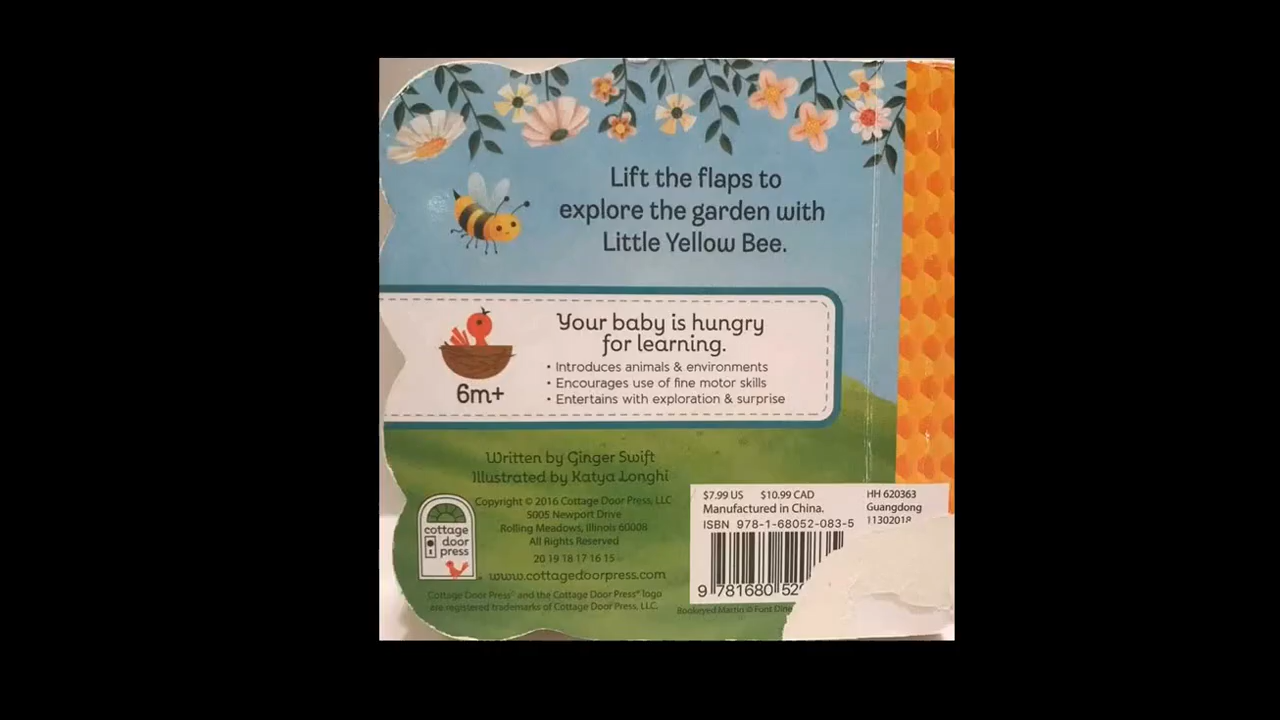 Lift the flaps to
explore the garden with
Little Yellow Bee.
Your baby is hungry
for learning.
• Introduces animals & environments
• Encourages use of fine motor skills
• Entertains with exploration & surprise
6m+
Written by Ginger Swift
Illustrated by Katya Longhi
Copyright © 2016 Cottage Door Press, LLC
5005 Newport Drive
Rolling Meadows, Illinois 60008
All Rights Reserved
20 19 18 17 16 15
www.cottagedoorpress.com
cottage
door
press
Cottage Door Press® and the Cottage Door Press® logo
are registered trademarks of Cottage Door Press, LLC.
$7.99 US $10.99 CAD
Manufactured in China.
ISBN 978-1-68052-083-5
HH 620363
Guangdong
11302018
9 781680 52
Bookeyed Martin ©